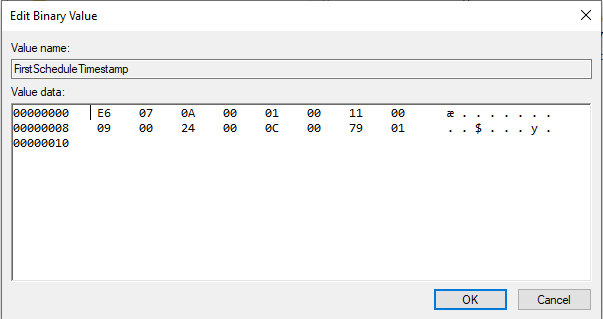 Edit Binary Value
Value name:
FirstScheduleTimestamp
Value data:
00000000 E6 07 0A 00 01 00 11 00 æ . . . . . . .
00000008 09 00 24 00 0C 00 79 01 . . $ . . . y .
00000010
OK Cancel